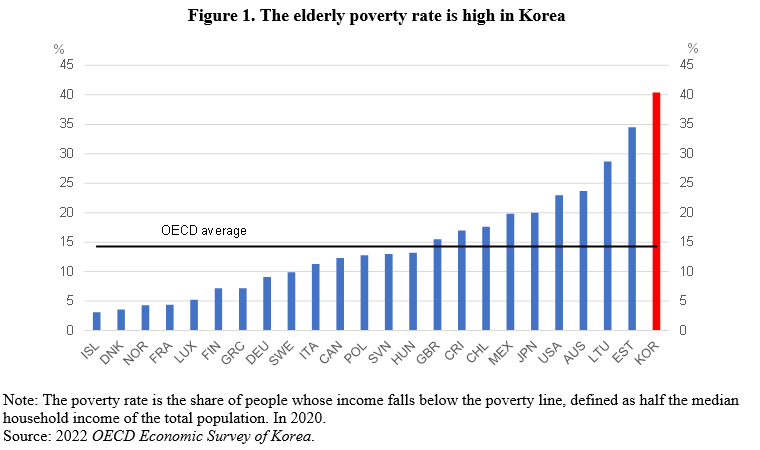 Figure 1. The elderly poverty rate is high in Korea
% %
45 45
40 40
35 35
30 30
25 25
20 20
OECD average
15 15
10 10
5 5
0 0
ISL DNK NOR FRA LUX FIN GRC DEU SWE ITA CAN POL SVN HUN GBR CRI CHL MEX JPN USA AUS LTU EST KOR
Note: The poverty rate is the share of people whose income falls below the poverty line, defined as half the median
household income of the total population. In 2020.
Source: 2022 OECD Economic Survey of Korea.